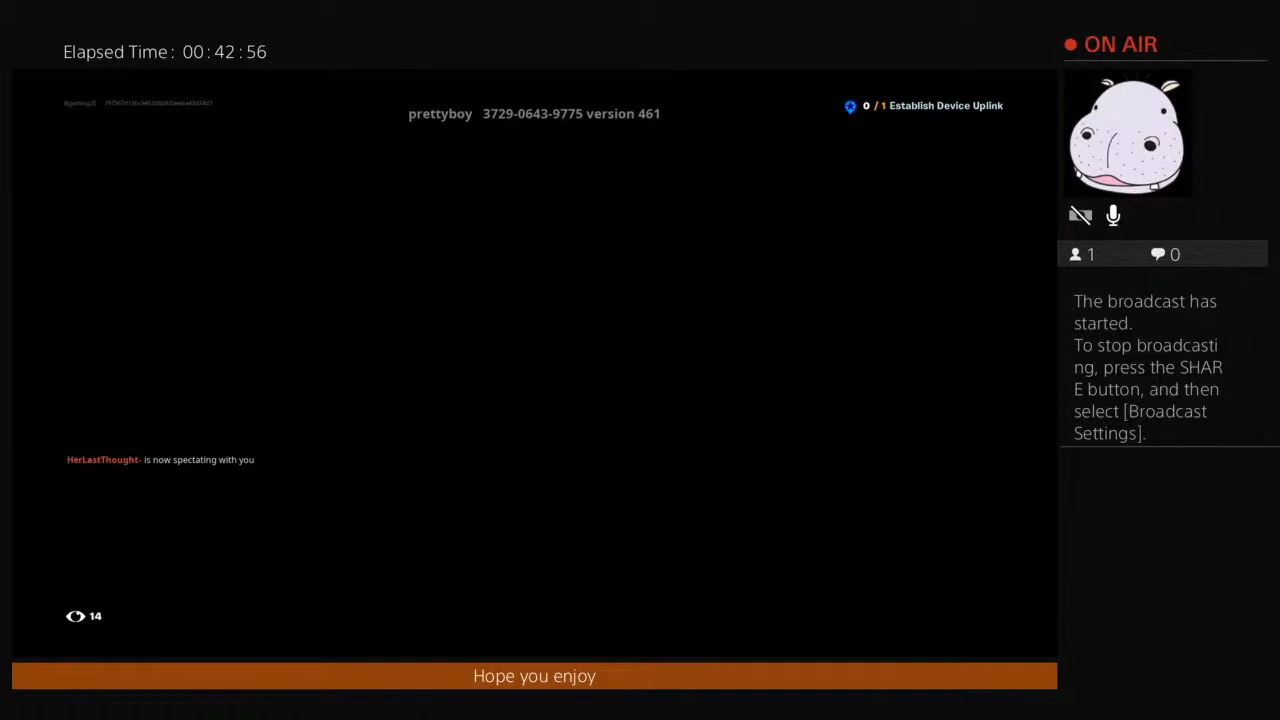 Elapsed Time: 00:42:56
ON AIR
prettyboy 3729-0643-9775 version 461
0 / 1 Establish Device Uplink
1 0
The broadcast has
started.
To stop broadcasti
ng, press the SHAR
E button, and then
select [Broadcast
Settings].
HerLastThought- is now spectating with you
14
Hope you enjoy